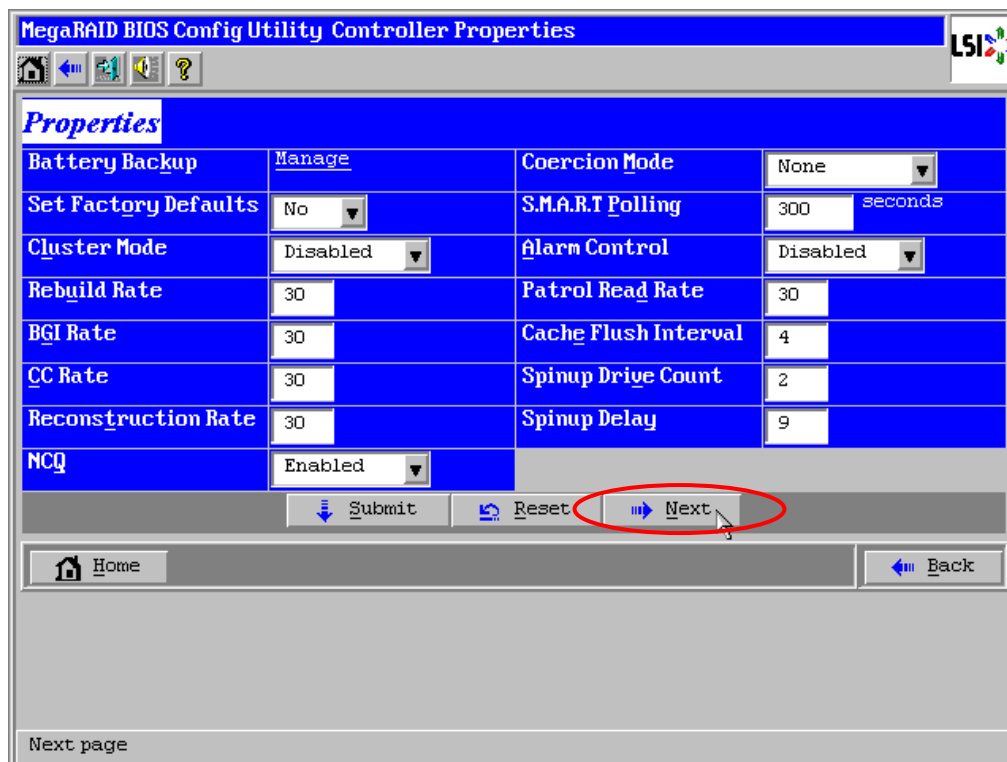 MegaRAID BIOS Config Utility Controller Properties
LSI
Properties
Battery Backup Manage Coercion Mode None
Set Factory Defaults No S.M.A.R.T Polling 300 seconds
Cluster Mode Disabled Alarm Control Disabled
Rebuild Rate 30 Patrol Read Rate 30
BGI Rate 30 Cache Flush Interval 4
CC Rate 30 Spinup Drive Count 2
Reconstruction Rate 30 Spinup Delay 9
NCQ Enabled
Submit Reset Next
Home Back
Next page